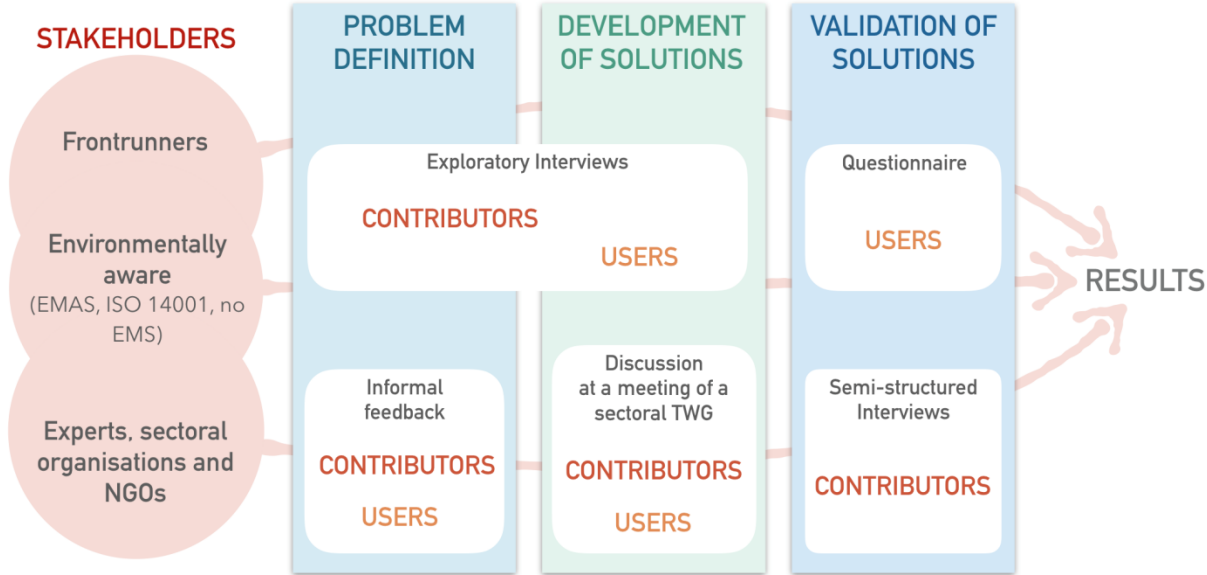 STAKEHOLDERS
Frontrunners
Environmentally
aware
(EMAS, ISO 14001, no
EMS)
Experts, sectoral
organisations and
NGOs
PROBLEM
DEFINITION
DEVELOPMENT
OF SOLUTIONS
VALIDATION OF
SOLUTIONS
Exploratory Interviews
CONTRIBUTORS
USERS
Questionnaire
USERS
Informal
feedback
CONTRIBUTORS
USERS
Discussion
at a meeting of a
sectoral TWG
CONTRIBUTORS
USERS
Semi-structured
Interviews
CONTRIBUTORS
RESULTS